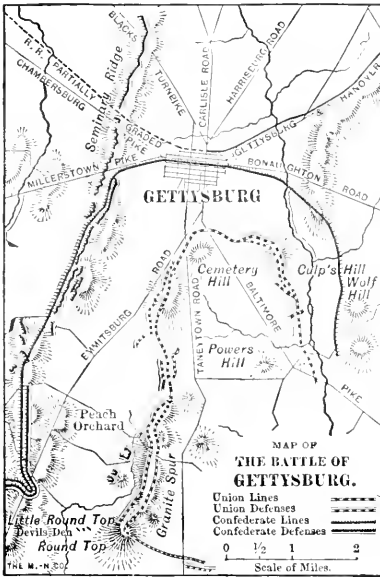 BLACKS
TURNBIKE
CARLISLE ROAD
HARRISBURG ROAD
R.R. PARTIALLY GRADED
CHAMBERSBURG PIKE
Seminary Ridge
GETTYSBURG & HANOVER
MILLERSTOWN PIKE
BONAUGHTON ROAD
GETTYSBURG
Cemetery Hill
Culp's Hill
Wolf Hill
EMMITSBURG ROAD
TANEYTOWN ROAD
BALTIMORE PIKE
Powers Hill
Peach Orchard
Granite Spur
Little Round Top
Devils Den
Round Top
THE M.-N. CO.
MAP OF
THE BATTLE OF
GETTYSBURG.
Union Lines
Union Defenses
Confederate Lines
Confederate Defenses
0 1/2 1 2
Scale of Miles.